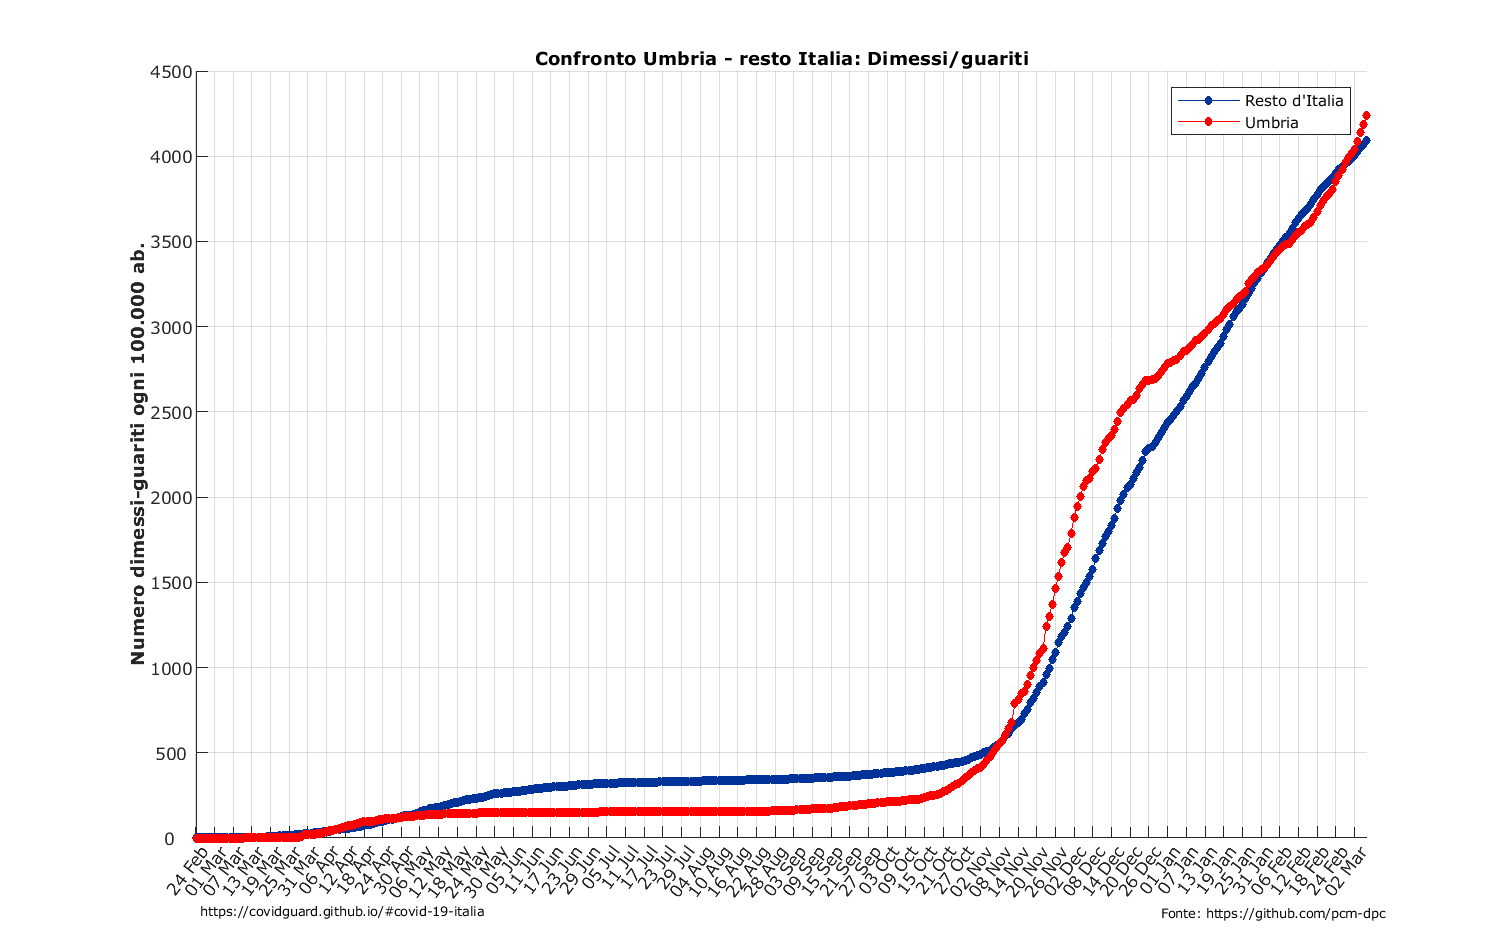 Confronto Umbria - resto Italia: Dimessi/guariti
Numero dimessi-guariti ogni 100.000 ab.
4500
4000
3500
3000
2500
2000
1500
1000
500
0
Resto d'Italia
Umbria
24 Feb
01 Mar
07 Mar
13 Mar
19 Mar
25 Mar
31 Mar
06 Apr
12 Apr
18 Apr
24 Apr
30 Apr
06 May
12 May
18 May
24 May
30 May
05 Jun
11 Jun
17 Jun
23 Jun
29 Jun
05 Jul
11 Jul
17 Jul
23 Jul
29 Jul
04 Aug
10 Aug
16 Aug
22 Aug
28 Aug
03 Sep
09 Sep
15 Sep
21 Sep
27 Sep
03 Oct
09 Oct
15 Oct
21 Oct
27 Oct
02 Nov
08 Nov
14 Nov
20 Nov
26 Nov
02 Dec
08 Dec
14 Dec
20 Dec
26 Dec
01 Jan
07 Jan
13 Jan
19 Jan
25 Jan
31 Jan
06 Feb
12 Feb
18 Feb
24 Feb
02 Mar
https://covidguard.github.io/#covid-19-italia
Fonte: https://github.com/pcm-dpc